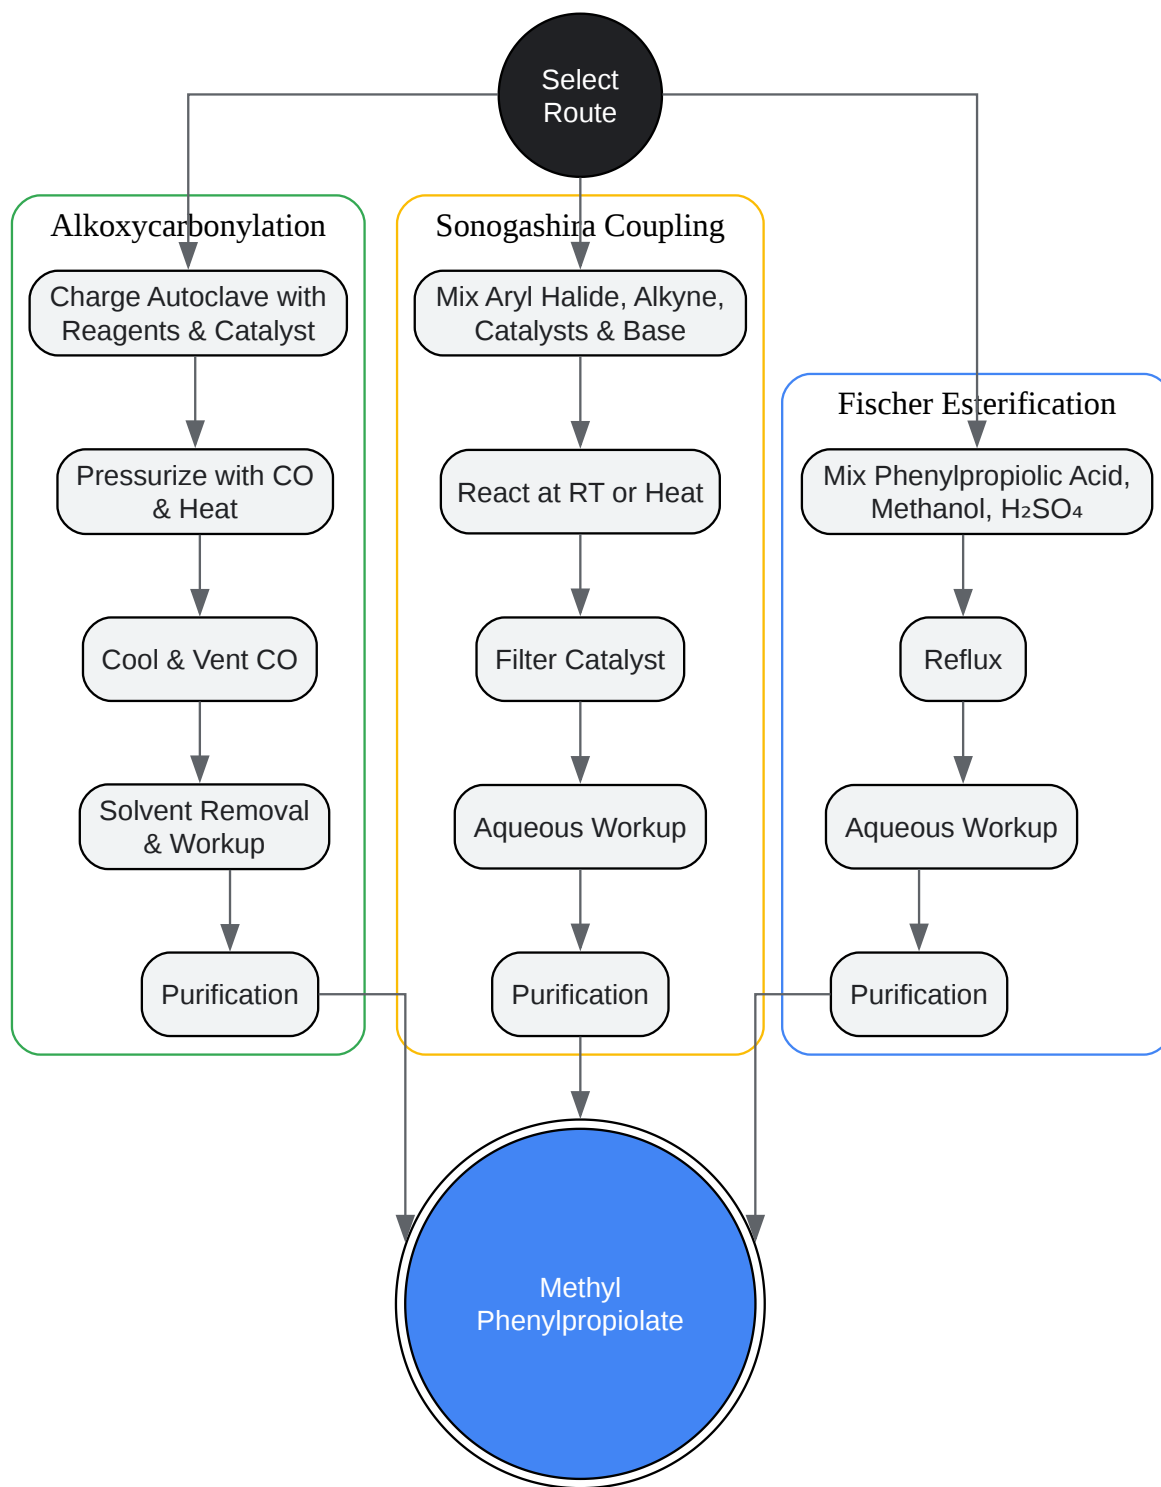 Select
Route
Alkoxycarbonylation
Charge Autoclave with
Reagents & Catalyst
Pressurize with CO
& Heat
Cool & Vent CO
Solvent Removal
& Workup
Purification
Sonogashira Coupling
Mix Aryl Halide, Alkyne,
Catalysts & Base
React at RT or Heat
Filter Catalyst
Aqueous Workup
Purification
Fischer Esterification
Mix Phenylpropiolic Acid,
Methanol, H₂SO₄
Reflux
Aqueous Workup
Purification
Methyl
Phenylpropiolate